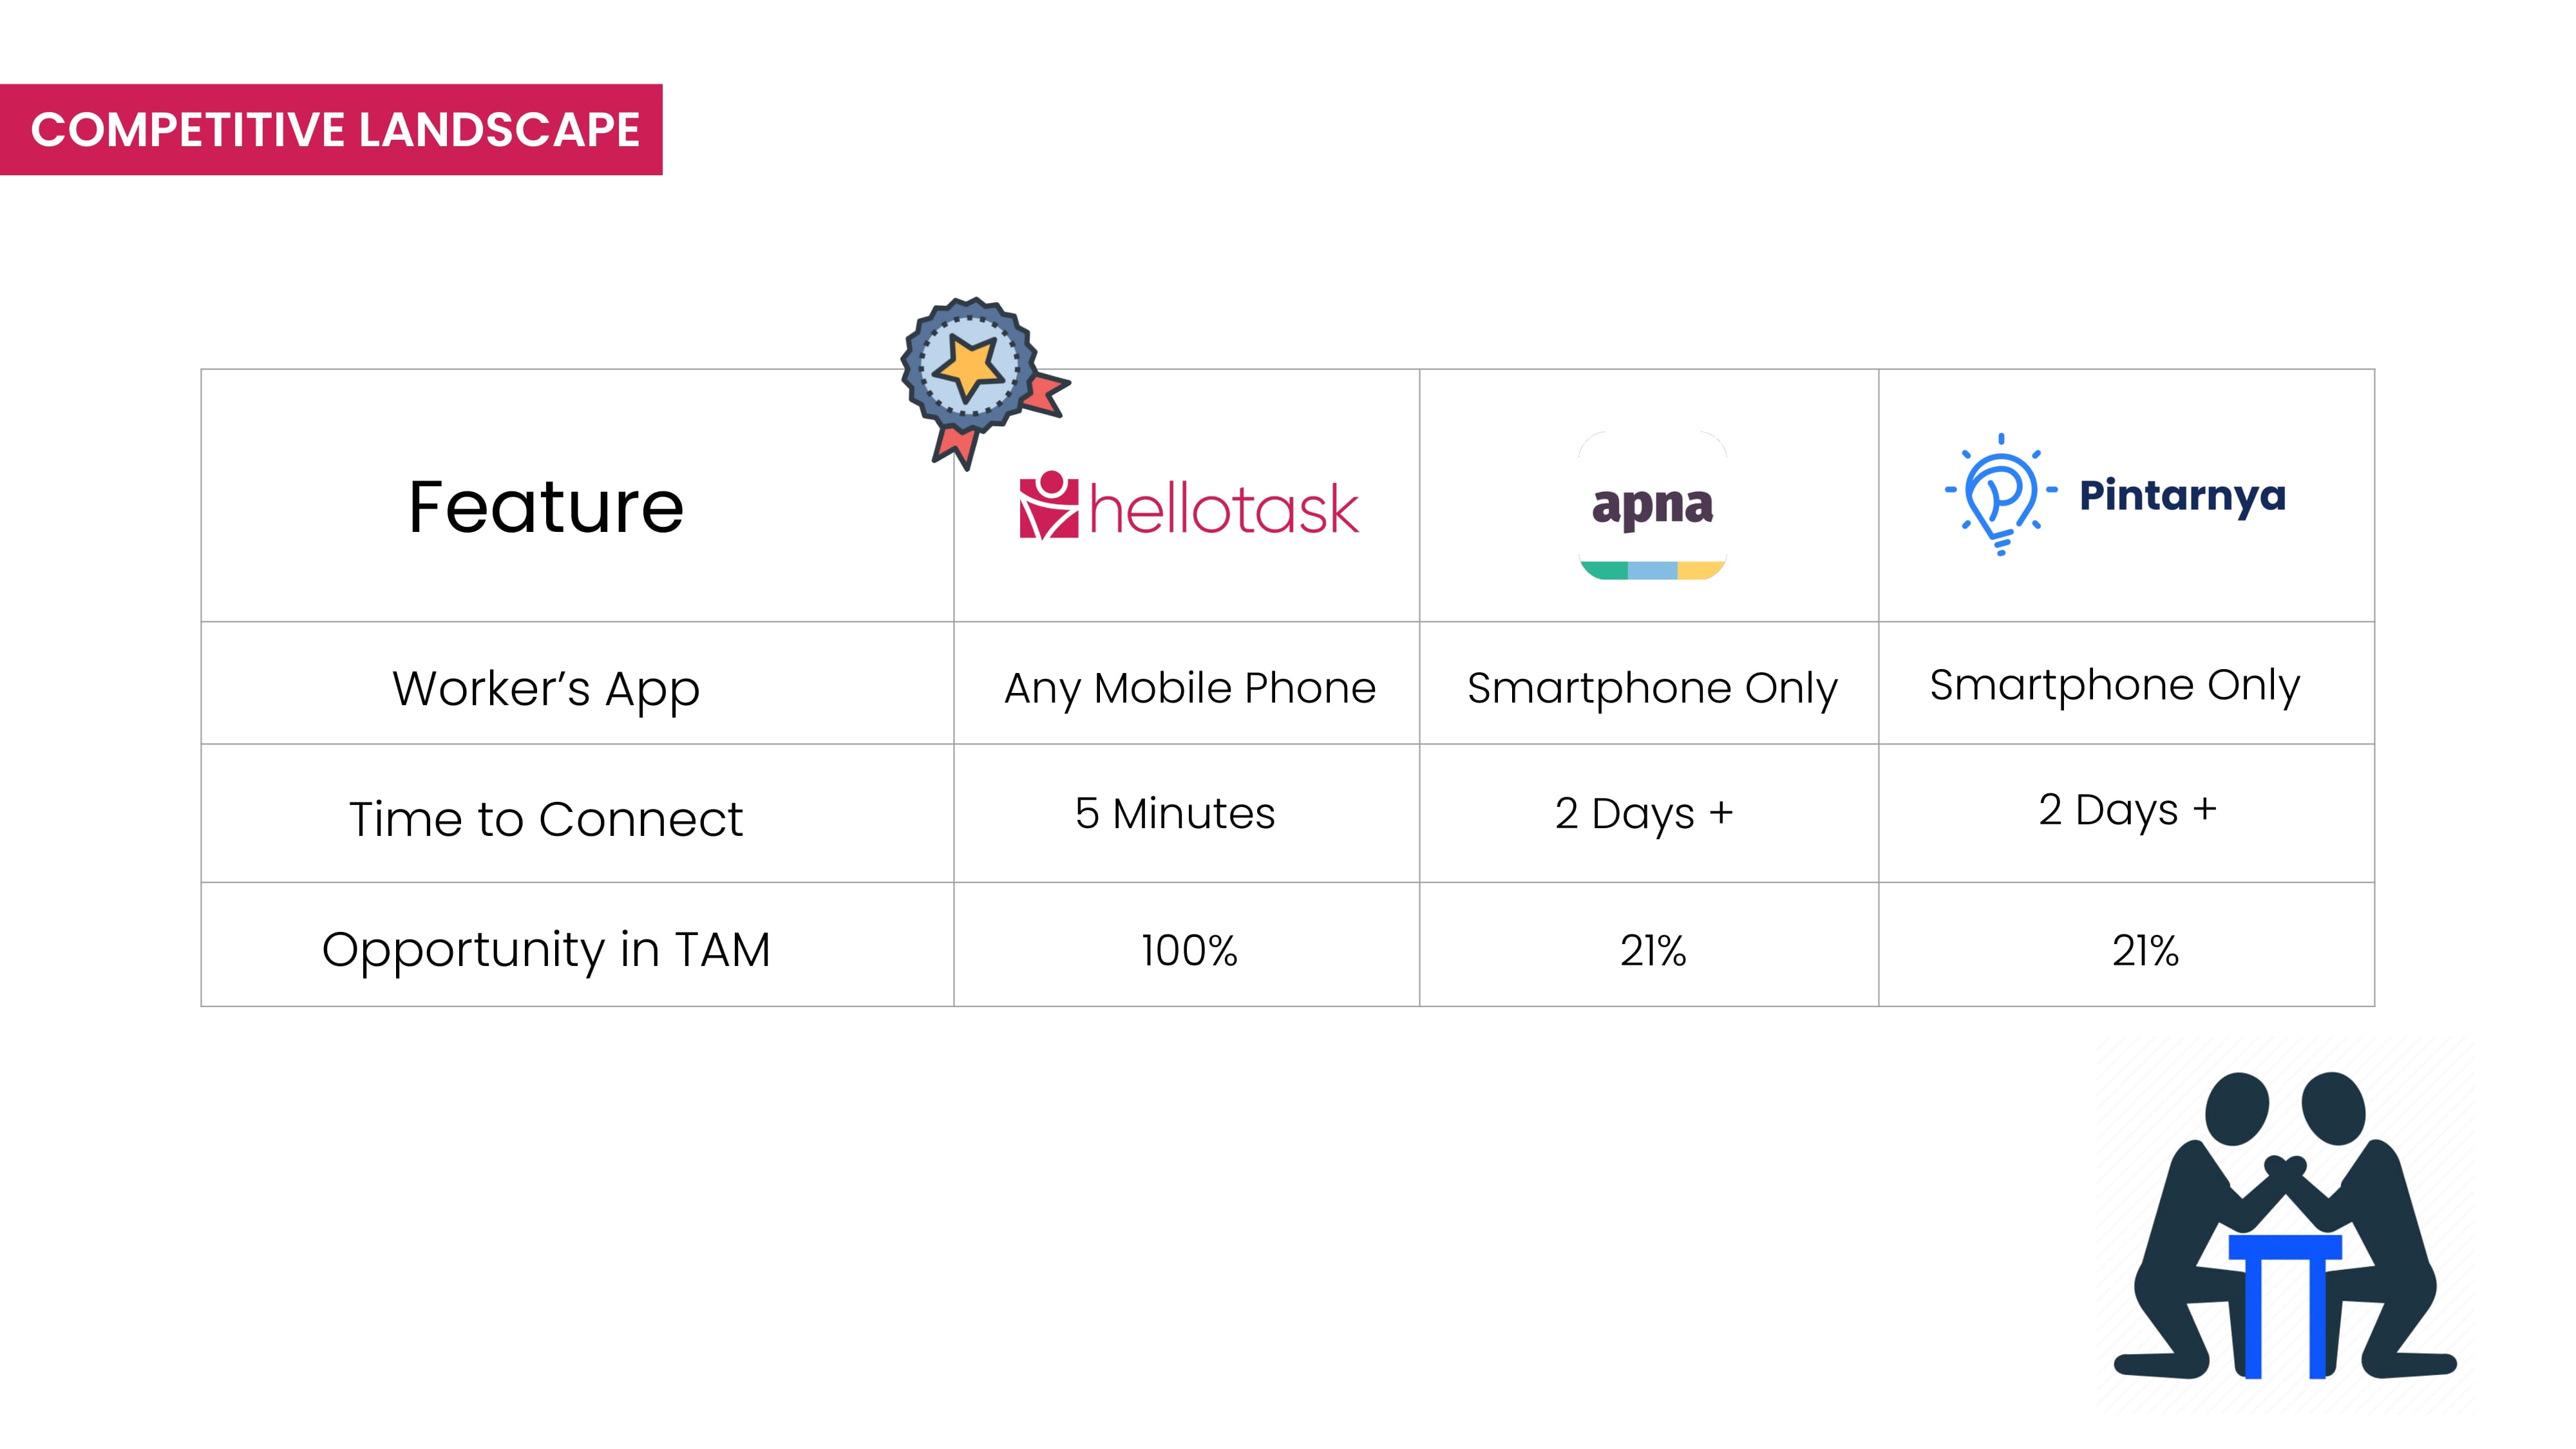 COMPETITIVE LANDSCAPE
Feature hellotask apna Pintarnya
Worker’s App Any Mobile Phone Smartphone Only Smartphone Only
Time to Connect 5 Minutes 2 Days + 2 Days +
Opportunity in TAM 100% 21% 21%